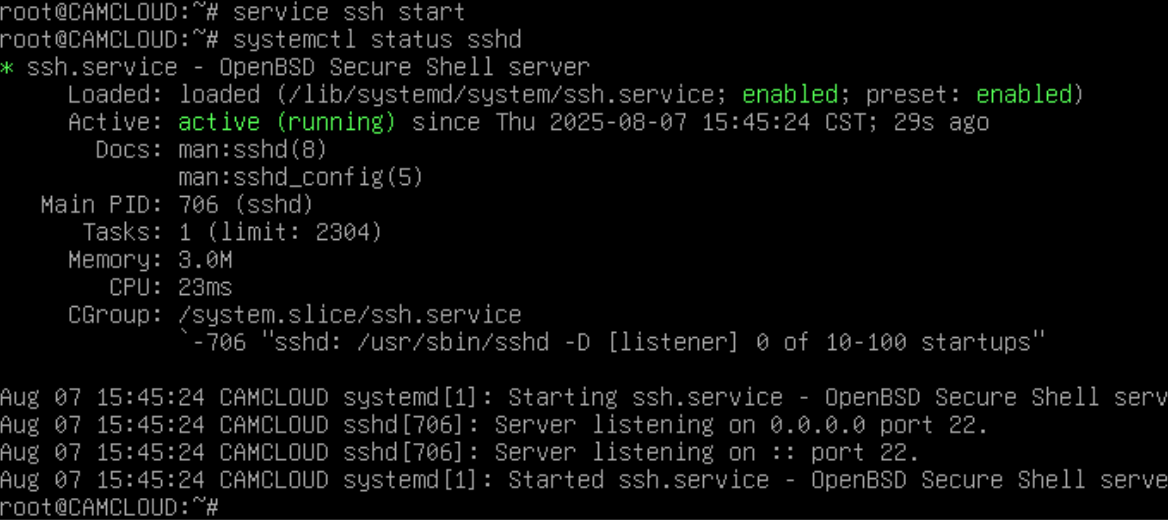 root@CAMCLOUD:~# service ssh start
root@CAMCLOUD:~# systemctl status sshd
* ssh.service - OpenBSD Secure Shell server
     Loaded: loaded (/lib/systemd/system/ssh.service; enabled; preset: enabled)
     Active: active (running) since Thu 2025-08-07 15:45:24 CST; 29s ago
       Docs: man:sshd(8)
             man:sshd_config(5)
   Main PID: 706 (sshd)
      Tasks: 1 (limit: 2304)
     Memory: 3.0M
        CPU: 23ms
     CGroup: /system.slice/ssh.service
             `-706 "sshd: /usr/sbin/sshd -D [listener] 0 of 10-100 startups"
Aug 07 15:45:24 CAMCLOUD systemd[1]: Starting ssh.service - OpenBSD Secure Shell serv
Aug 07 15:45:24 CAMCLOUD sshd[706]: Server listening on 0.0.0.0 port 22.
Aug 07 15:45:24 CAMCLOUD sshd[706]: Server listening on :: port 22.
Aug 07 15:45:24 CAMCLOUD systemd[1]: Started ssh.service - OpenBSD Secure Shell serve
root@CAMCLOUD:~#